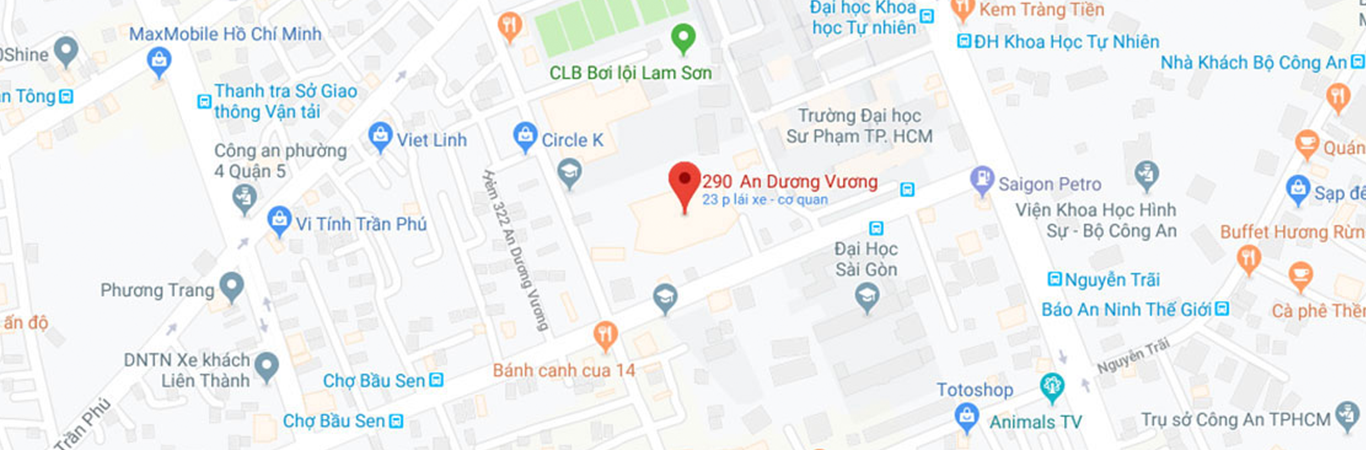 Đại học Khoa
học Tự nhiên
Kem Tràng Tiền
MaxMobile Hồ Chí Minh
ĐH Khoa Học Tự Nhiên
0Shine
Nhà Khách Bộ Công An
CLB Bơi lội Lam Sơn
n Tông
Thanh tra Sở Giao
thông Vận tải
Trường Đại học
Sư Phạm TP. HCM
Viet Linh
Circle K
Quán
Công an phường
4 Quận 5
290 An Dương Vương
23 p lái xe - cơ quan
Saigon Petro
Sạp đế
Viện Khoa Học Hình
Sự - Bộ Công An
Vi Tính Trần Phú
Hẻm 322 An Dương Vương
Buffet Hương Rừn
Đại Học
Sài Gòn
Nguyễn Trãi
Phương Trang
Báo An Ninh Thế Giới
Cà phê Thề
ấn độ
Nguyễn Trãi
DNTN Xe khách
Liên Thành
Chợ Bầu Sen
Bánh canh cua 14
Totoshop
Chợ Bầu Sen
Animals TV
Trụ sở Công An TPHCM
Trần Phú